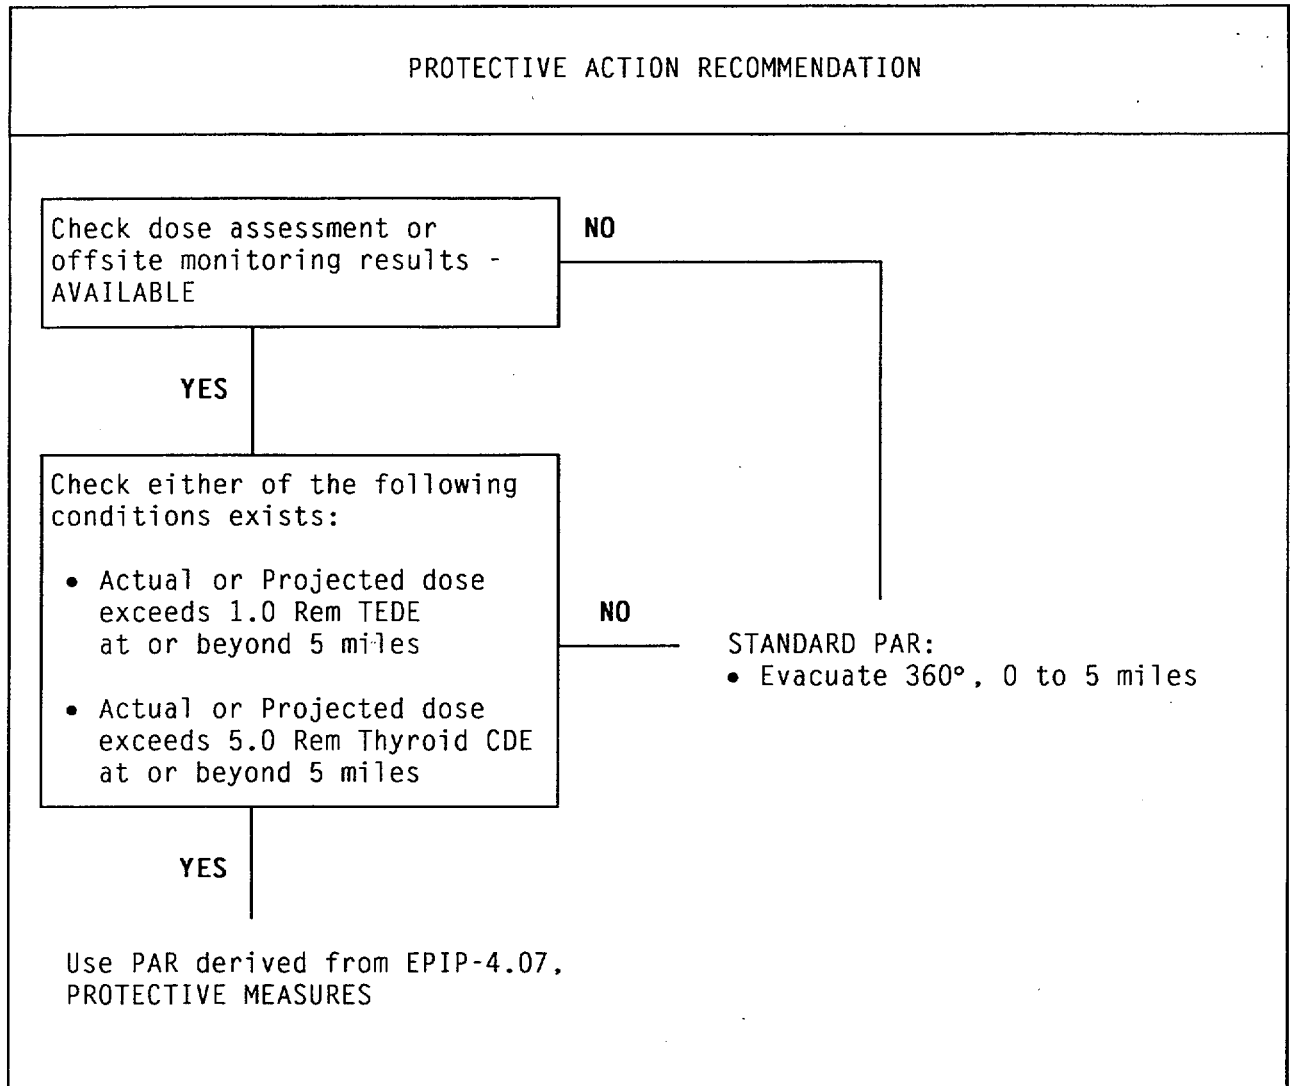 PROTECTIVE ACTION RECOMMENDATION
Check dose assessment or
offsite monitoring results -
AVAILABLE
NO
YES
Check either of the following
conditions exists:
• Actual or Projected dose
exceeds 1.0 Rem TEDE
at or beyond 5 miles
• Actual or Projected dose
exceeds 5.0 Rem Thyroid CDE
at or beyond 5 miles
NO
STANDARD PAR:
• Evacuate 360°, 0 to 5 miles
YES
Use PAR derived from EPIP-4.07,
PROTECTIVE MEASURES